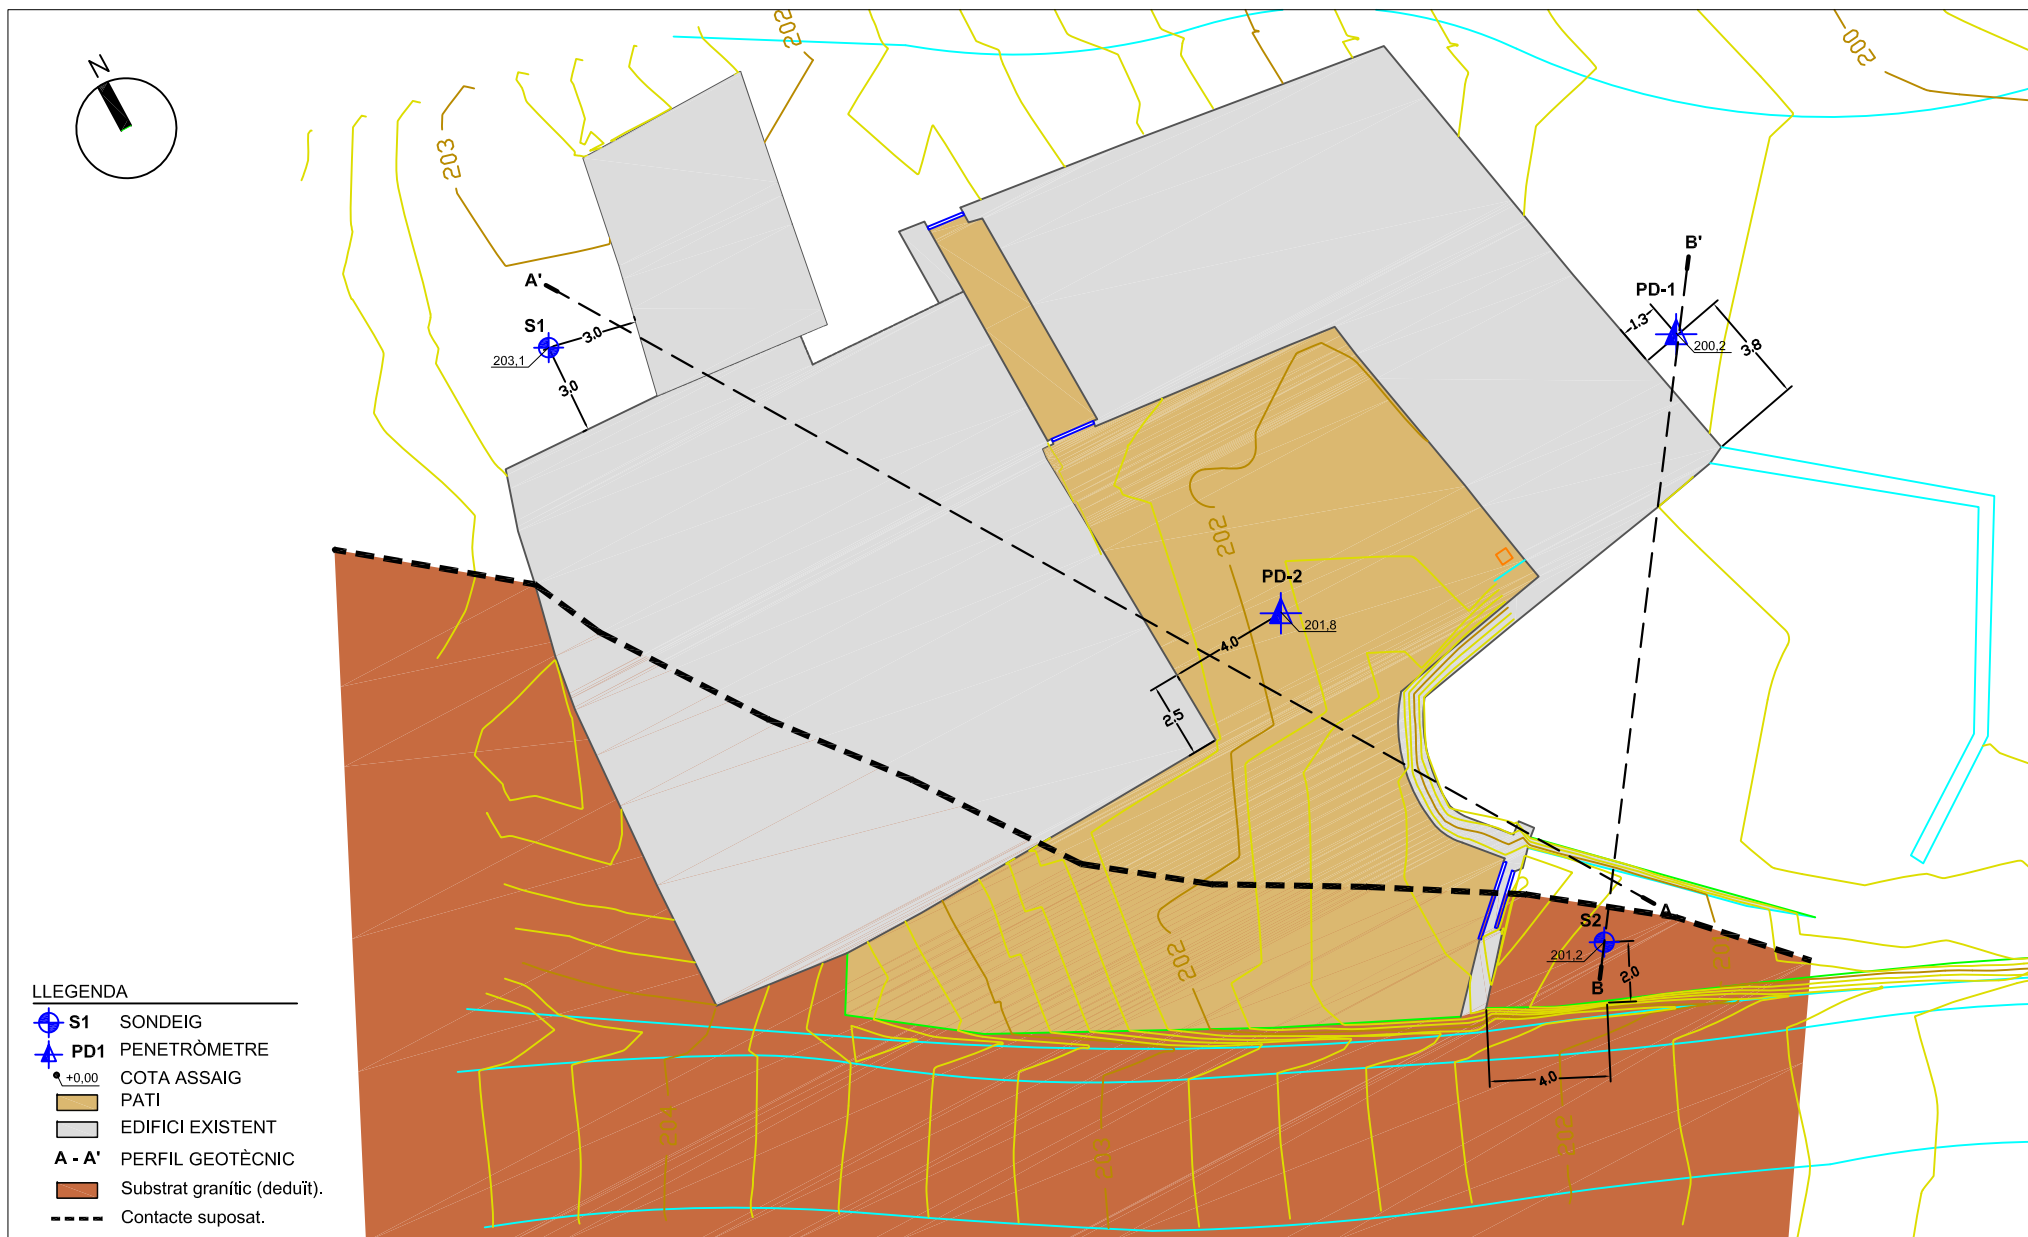 N
202
200
203
A'
S1
3.0
203,1
3.0
B'
PD-1
1.3
200,2
3.8
202
PD-2
201,8
4.0
2.5
A
S2
201,2
B
2.0
202
201
4.0
204
203
202
LLEGENDA
S1 SONDEIG
PD1 PENETRÒMETRE
+0,00 COTA ASSAIG
PATI
EDIFICI EXISTENT
A - A' PERFIL GEOTÈCNIC
Substrat granític (deduït).
Contacte suposat.